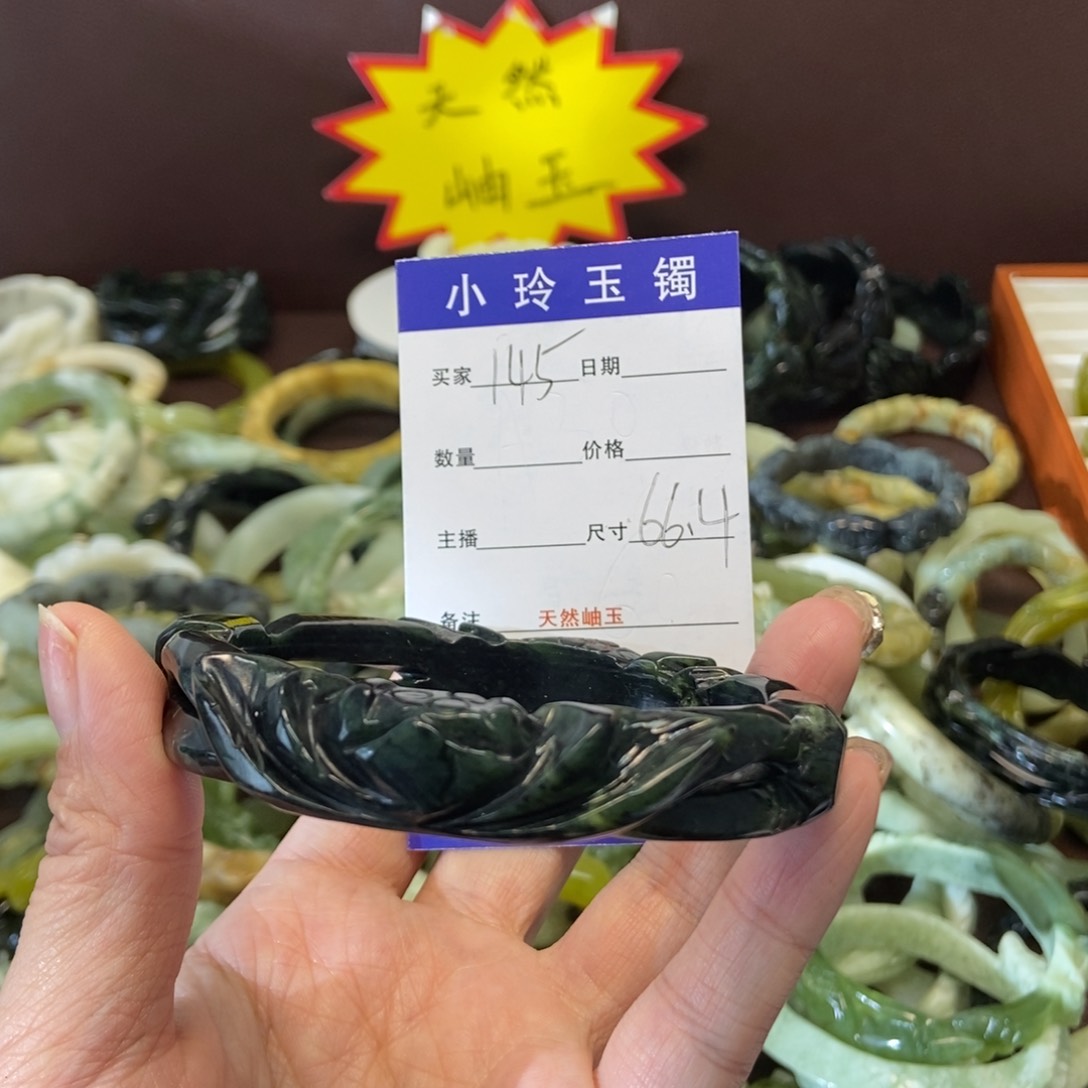 天然
岫玉
小玲玉镯
买家 145 日期
数量 价格
主播 尺寸 66.4
备注 天然岫玉